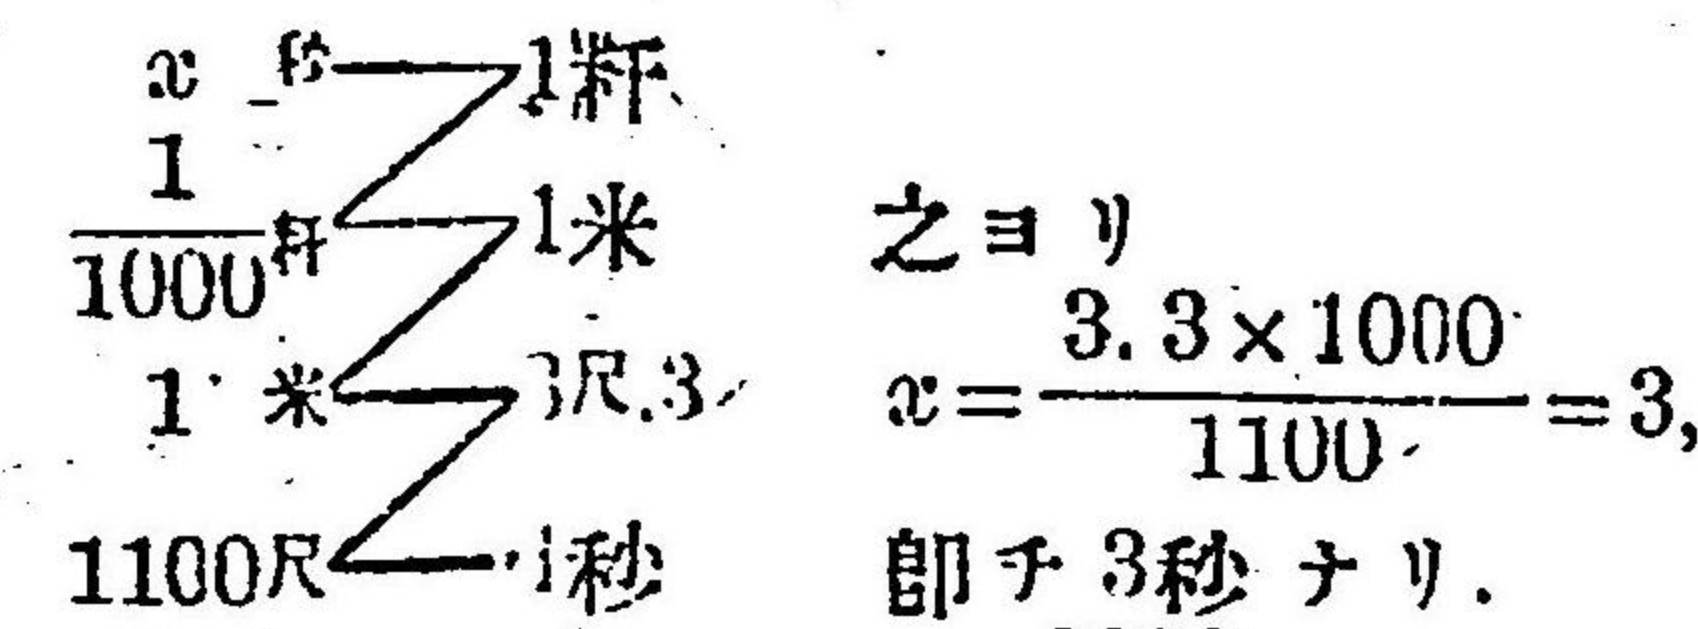 x 秒 1粁
1/1000粁 1米
1米 3尺.3
1100尺 1秒
之ヨリ
x=3.3×1000/1100=3,
卽チ3秒ナリ.